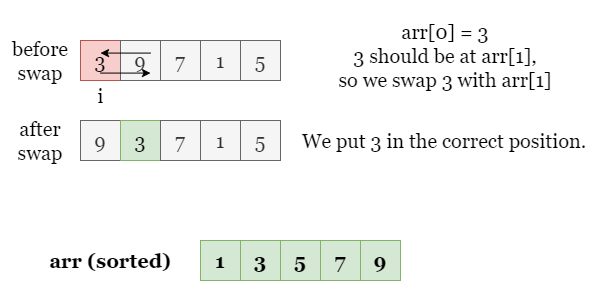 before
swap
3 9 7 1 5
i
arr[0] = 3
3 should be at arr[1],
so we swap 3 with arr[1]
after
swap
9 3 7 1 5
We put 3 in the correct position.
arr (sorted)
1 3 5 7 9